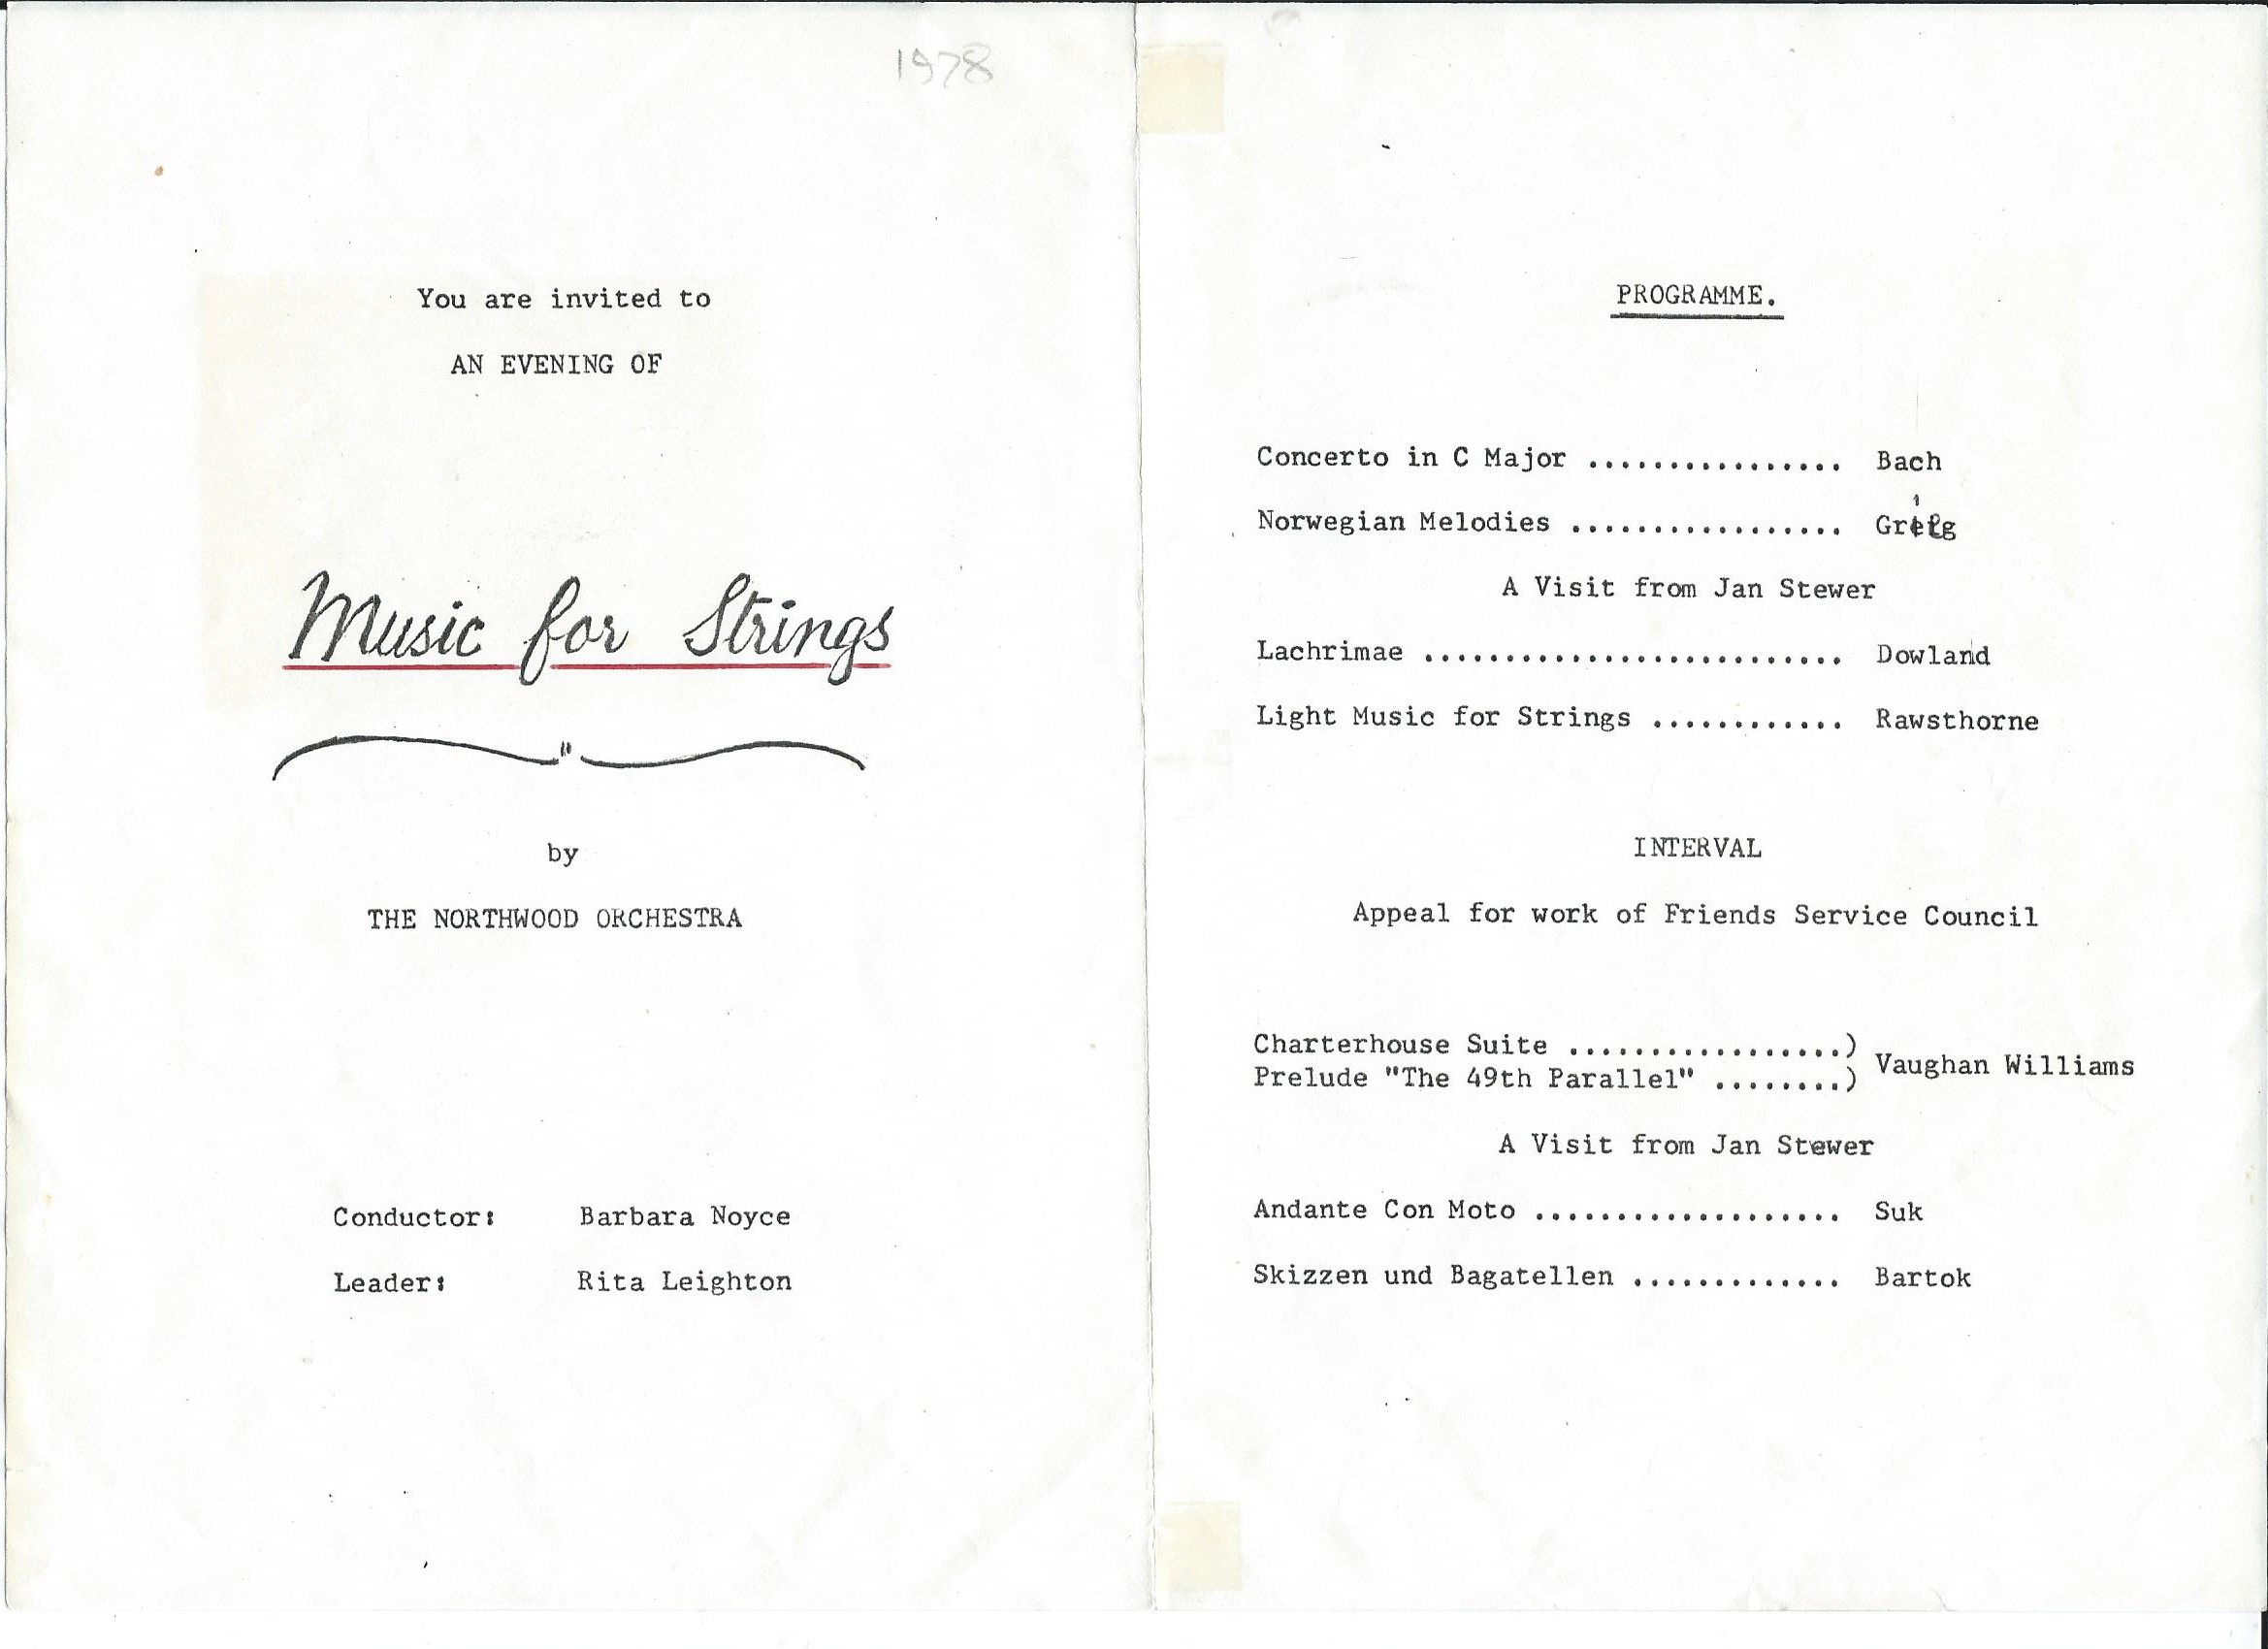 1978
You are invited to
AN EVENING OF
Music for Strings
by
THE NORTHWOOD ORCHESTRA
Conductor: Barbara Noyce
Leader: Rita Leighton
PROGRAMME.
Concerto in C Major ................ Bach
Norwegian Melodies ................. Grieg
A Visit from Jan Stewer
Lachrimae .......................... Dowland
Light Music for Strings ............ Rawsthorne
INTERVAL
Appeal for work of Friends Service Council
Charterhouse Suite .................)
Vaughan Williams
Prelude "The 49th Parallel" ........)
A Visit from Jan Stewer
Andante Con Moto ................... Suk
Skizzen und Bagatellen ............. Bartok